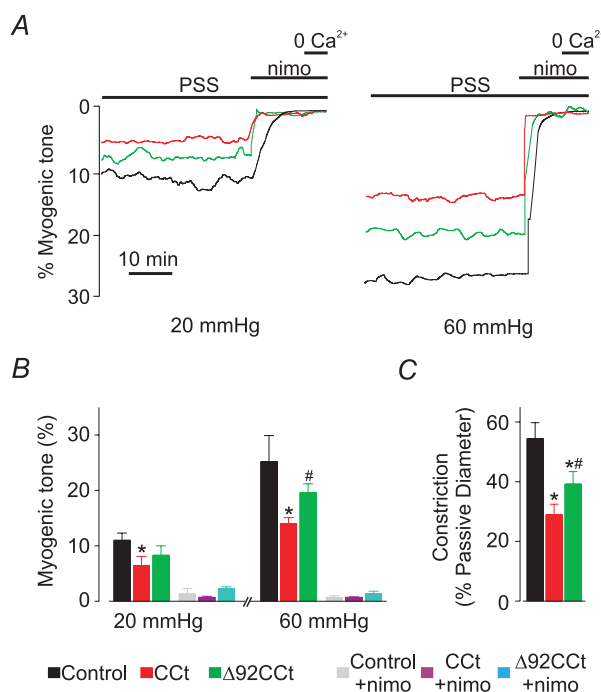 A
0 Ca2+
nimo
PSS
0 Ca2
nimo
PSS
% Myogenic tone
0
10
20
30
10 min
20 mmHg
60 mmHg
B
Myogenic tone (%)
30
20
10
0
*
*
#
20 mmHg
60 mmHg
C
Constriction
(% Passive Diameter)
60
40
20
0
*
*#
Control
CCt
Δ92CCt
Control
+nimo
CCt
+nimo
Δ92CCt
+nimo